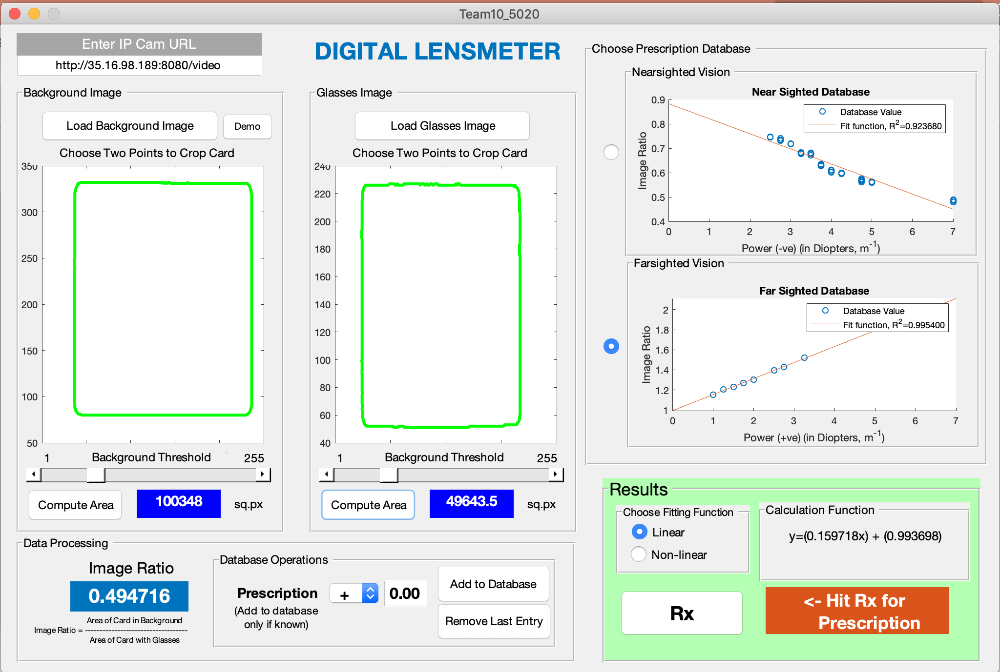 Team10_5020
Enter IP Cam URL
http://35.16.98.189:8080/video
DIGITAL LENSMETER
Background Image
Load Background Image
Demo
Choose Two Points to Crop Card
350
300
250
200
150
100
50
1
Background Threshold
255
Compute Area
100348
sq.px
Glasses Image
Load Glasses Image
Choose Two Points to Crop Card
240
220
200
180
160
140
120
100
80
60
40
1
Background Threshold
255
Compute Area
49643.5
sq.px
Choose Prescription Database
Nearsighted Vision
Near Sighted Database
0.9
0.8
0.7
0.6
0.5
0.4
Image Ratio
Database Value
Fit function, R²=0.923680
0 1 2 3 4 5 6 7
Power (-ve) (in Diopters, m⁻¹)
Farsighted Vision
Far Sighted Database
2
1.8
1.6
1.4
1.2
1
Image Ratio
Database Value
Fit function, R²=0.995400
0 1 2 3 4 5 6 7
Power (+ve) (in Diopters, m⁻¹)
Data Processing
Image Ratio
0.494716
Area of Card in Background
Image Ratio = -----------------------------------
Area of Card with Glasses
Database Operations
Prescription
(Add to database
only if known)
+
0.00
Add to Database
Remove Last Entry
Results
Choose Fitting Function
Linear
Non-linear
Calculation Function
y=(0.159718x) + (0.993698)
Rx
<- Hit Rx for
Prescription